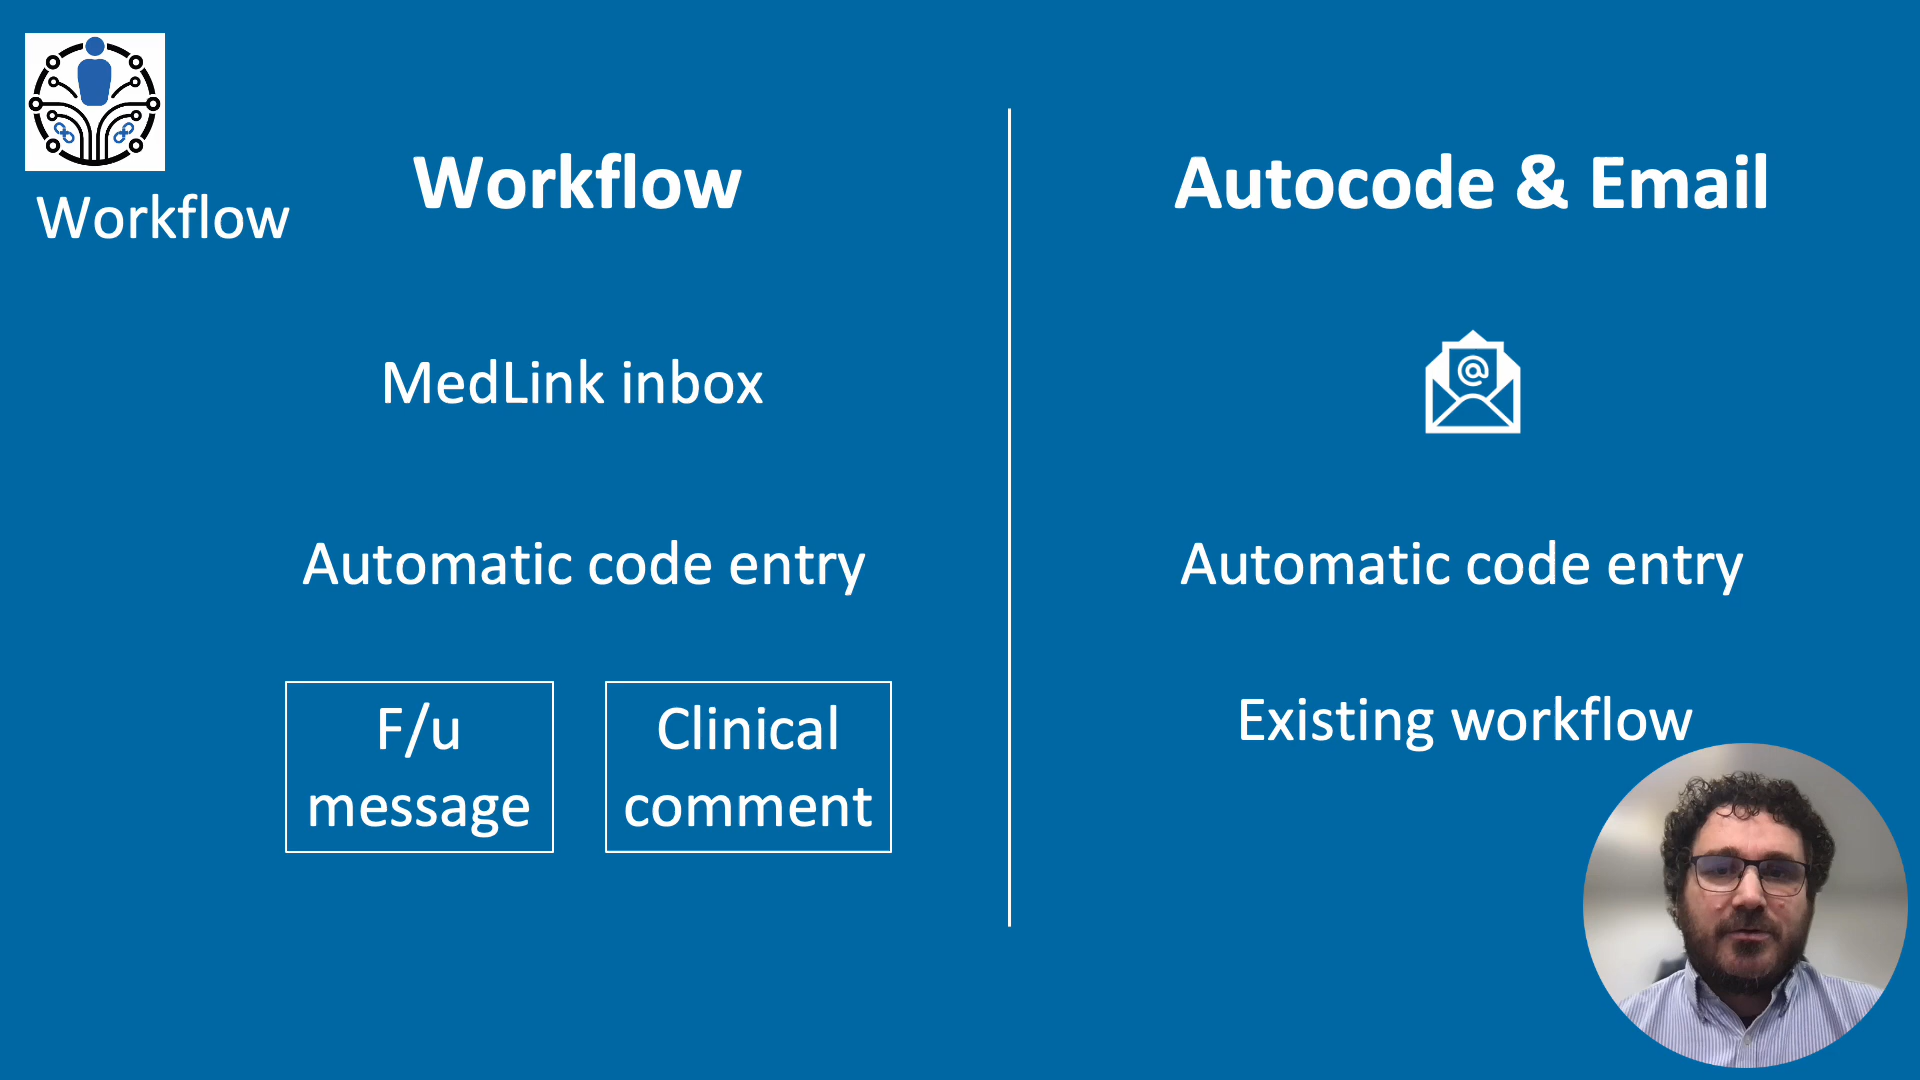 Workflow
Workflow
MedLink inbox
Automatic code entry
F/u
message
Clinical
comment
Autocode & Email
@
Automatic code entry
Existing workflow